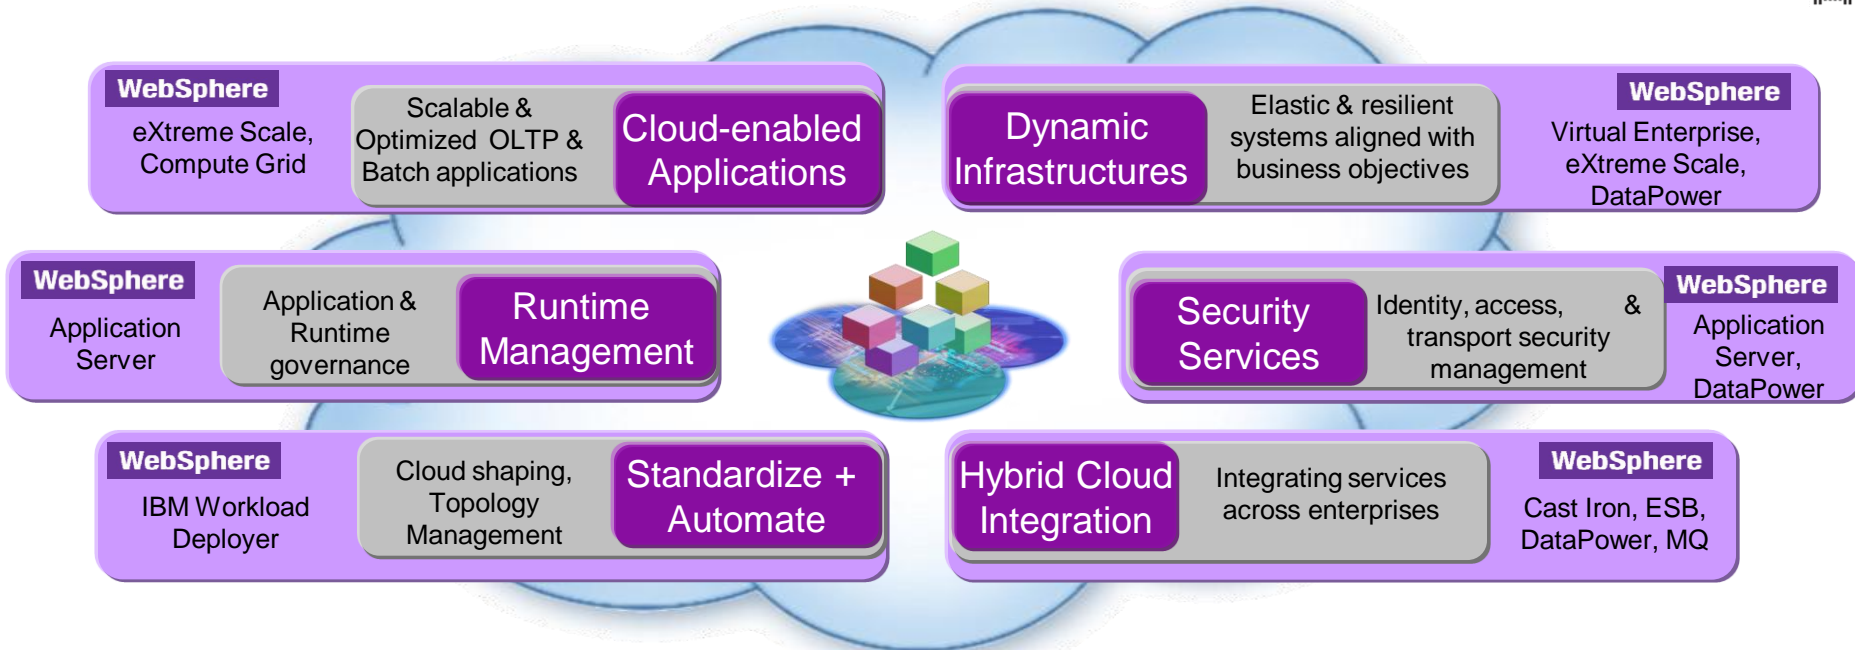 WebSphere
eXtreme Scale,
Compute Grid
Scalable &
Optimized OLTP &
Batch applications
Cloud-enabled
Applications
Dynamic
Infrastructures
Elastic & resilient
systems aligned with
business objectives
WebSphere
Virtual Enterprise,
eXtreme Scale,
DataPower
WebSphere
Application
Server
Application &
Runtime
governance
Runtime
Management
Security
Services
Identity, access, &
transport security
management
WebSphere
Application
Server,
DataPower
WebSphere
IBM Workload
Deployer
Cloud shaping,
Topology
Management
Standardize +
Automate
Hybrid Cloud
Integration
Integrating services
across enterprises
WebSphere
Cast Iron, ESB,
DataPower, MQ